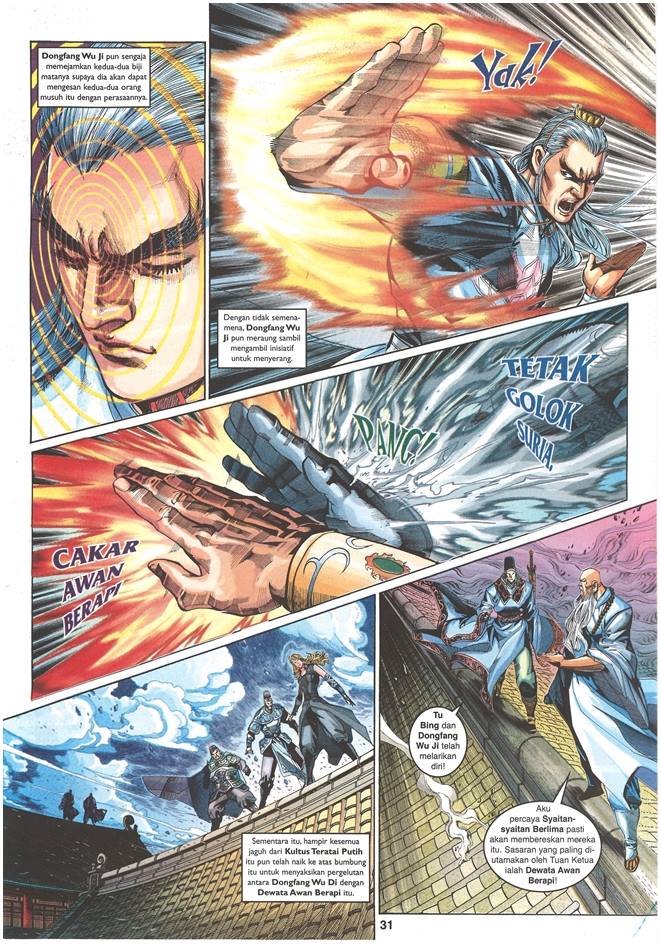 Dongfang Wu Ji pun sengaja
memejamkan kedua-dua biji
matanya supaya dia akan dapat
mengesan kedua-dua orang
musuh itu dengan perasaannya.
Yak!
Dengan tidak semena-
mena, Dongfang Wu
Ji pun meraung sambil
mengambil inisiatif
untuk menyerang.
TETAK
GOLOK
SURIA.
PANG!
CAKAR
AWAN
BERAPI
Sementara itu, hampir kesemua
jaguh dari Kultus Teratai Putih
itu pun telah naik ke atas bumbung
itu untuk menyaksikan pergelutan
antara Dongfang Wu Di dengan
Dewata Awan Berapi itu.
Tu
Bing dan
Dongfang
Wu Ji telah
melarikan
diri!
Aku
percaya Syaitan-
syaitan Berlima pasti
akan membereskan mereka
itu. Sasaran yang paling di-
utamakan oleh Tuan Ketua
ialah Dewata Awan
Berapi!
31